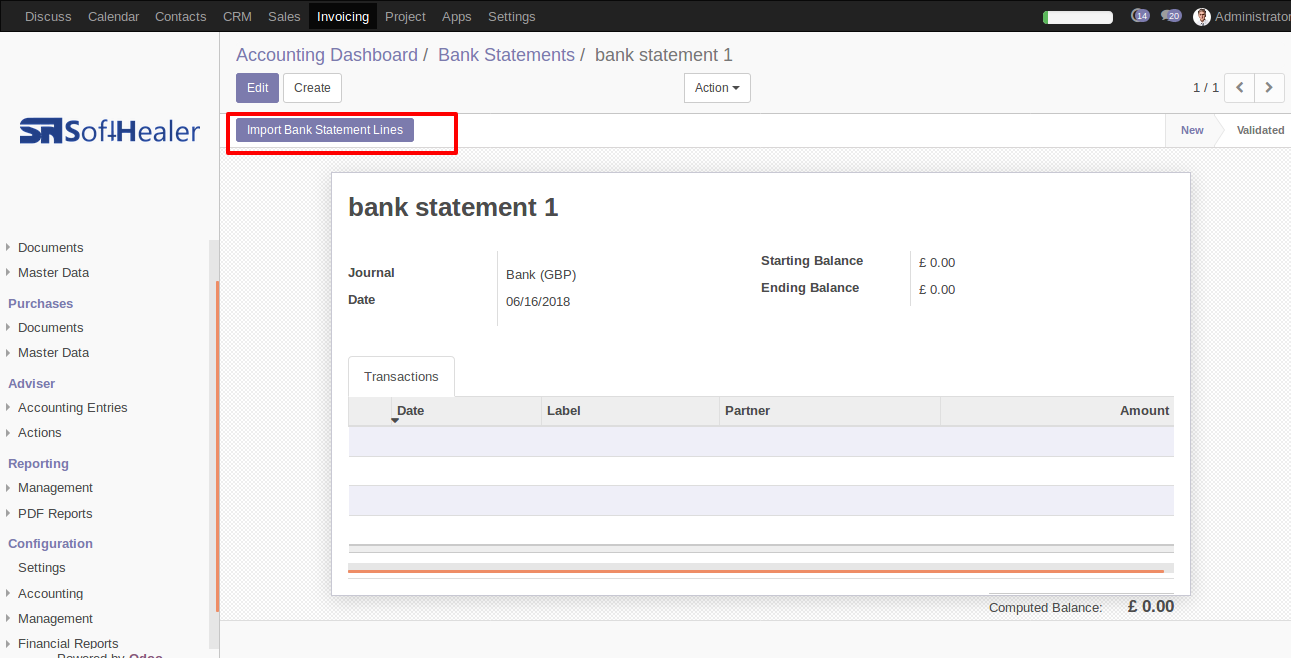 Discuss Calendar Contacts CRM Sales Invoicing Project Apps Settings 14 20 Administrator
Accounting Dashboard / Bank Statements / bank statement 1
Edit Create Action 1 / 1
SoftHealer
Import Bank Statement Lines New Validated
Documents
Master Data
Purchases
Documents
Master Data
Adviser
Accounting Entries
Actions
Reporting
Management
PDF Reports
Configuration
Settings
Accounting
Management
Financial Reports
Powered by Odoo
bank statement 1
Journal Bank (GBP)
Date 06/16/2018
Starting Balance £ 0.00
Ending Balance £ 0.00
Transactions
Date Label Partner Amount
Computed Balance: £ 0.00